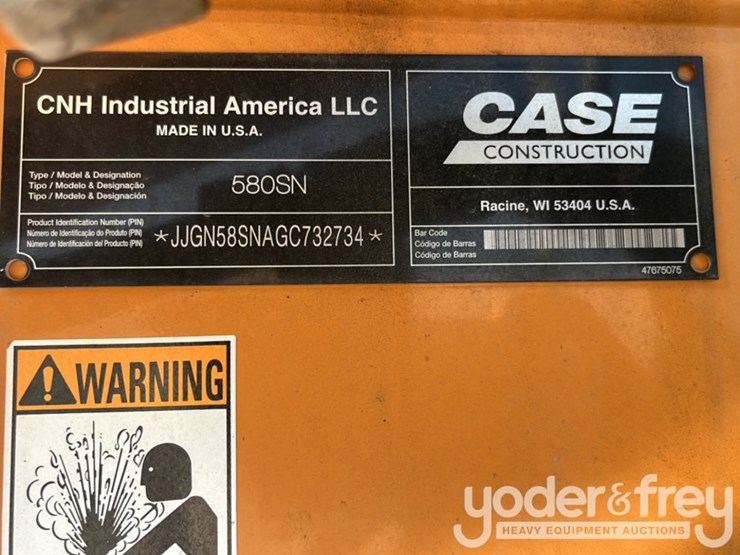 CNH Industrial America LLC
MADE IN U.S.A.
Type / Model & Designation
Tipo / Modelo & Designação
Tipo / Modelo & Designación
580SN
Product Identification Number (PIN)
Número de Identificação do Produto (PIN)
Número de Identificación del Producto (PIN)
*JJGN58SNAGC732734*
CASE
CONSTRUCTION
Racine, WI 53404 U.S.A.
Bar Code
Código de Barras
Código de Barras
47675075
WARNING
yoder&frey
HEAVY EQUIPMENT AUCTIONS